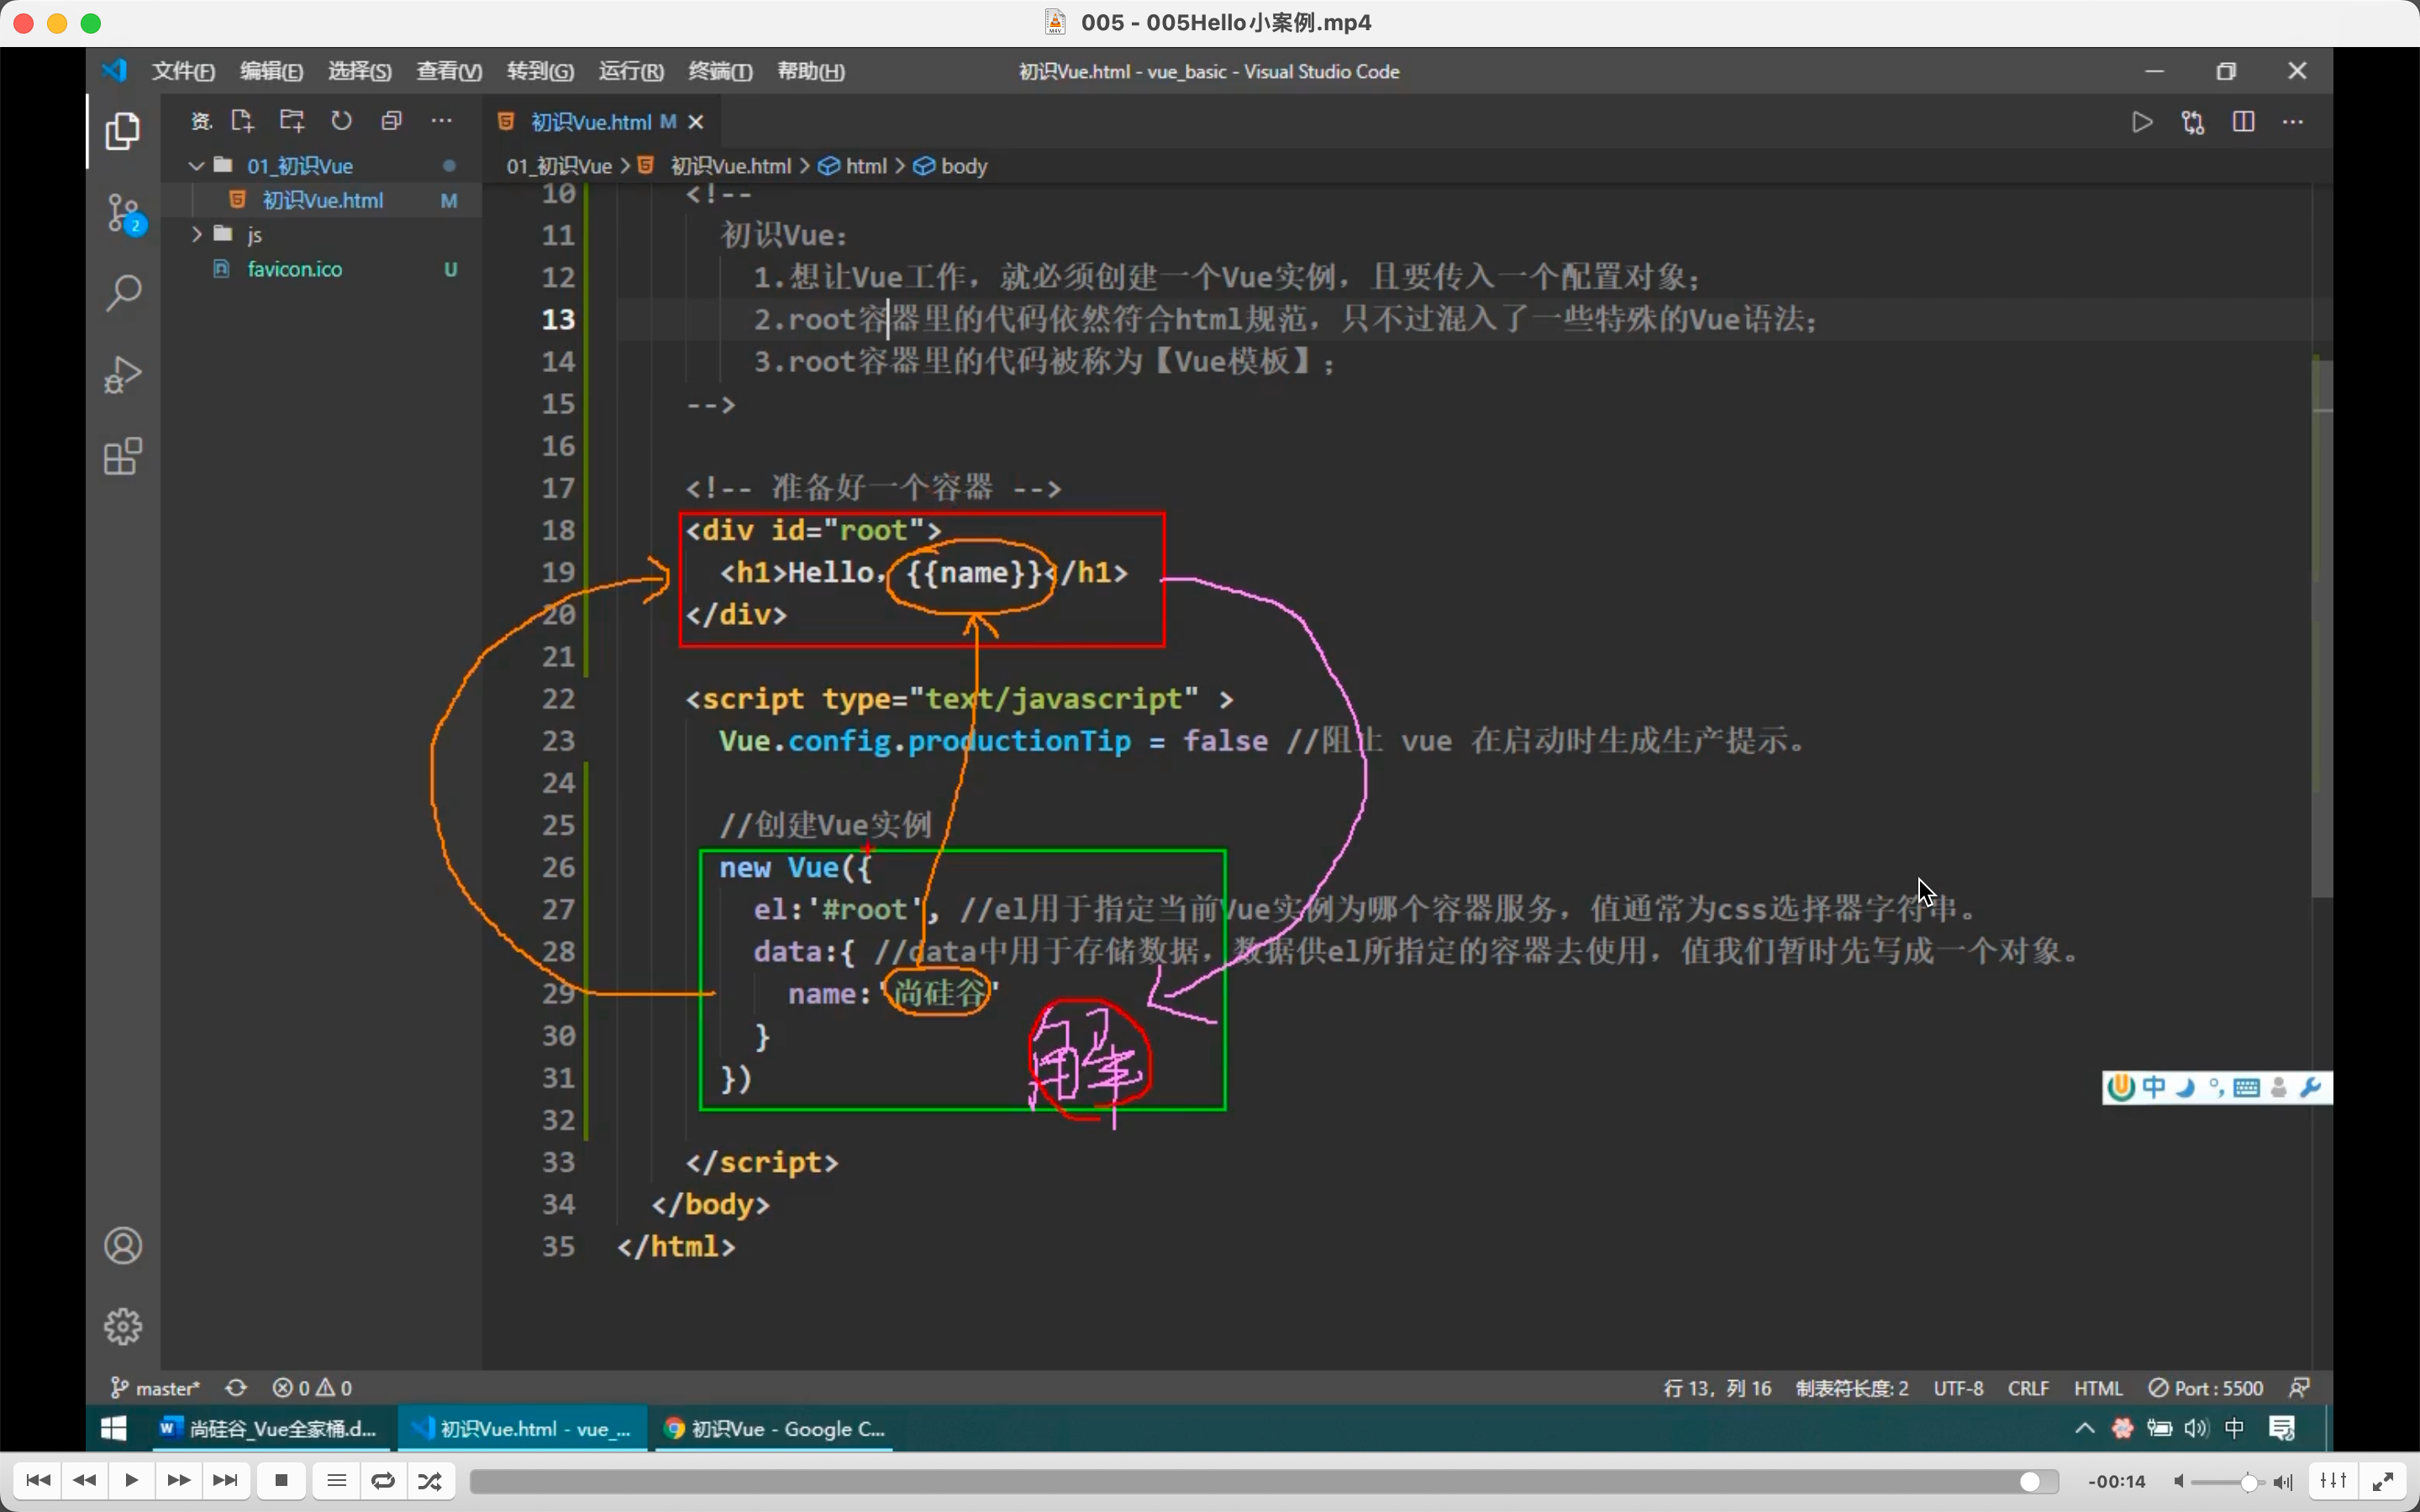 005 - 005Hello小案例.mp4
文件(F) 编辑(E) 选择(S) 查看(V) 转到(G) 运行(R) 终端(T) 帮助(H)
初识Vue.html - vue_basic - Visual Studio Code
资.
初识Vue.html M
01_初识Vue
初识Vue.html M
js
favicon.ico U
2
01_初识Vue > 初识Vue.html > html > body
10 <!--
11 初识Vue：
12 1.想让Vue工作，就必须创建一个Vue实例，且要传入一个配置对象；
13 2.root容器里的代码依然符合html规范，只不过混入了一些特殊的Vue语法；
14 3.root容器里的代码被称为【Vue模板】；
15 -->
16
17 <!-- 准备好一个容器 -->
18 <div id="root">
19 <h1>Hello，{{name}}</h1>
20 </div>
21
22 <script type="text/javascript" >
23 Vue.config.productionTip = false //阻止 vue 在启动时生成生产提示。
24
25 //创建Vue实例
26 new Vue({
27 el:'#root', //el用于指定当前Vue实例为哪个容器服务，值通常为css选择器字符串。
28 data:{ //data中用于存储数据，数据供el所指定的容器去使用，值我们暂时先写成一个对象。
29 name:'尚硅谷'
30 }
31 })
32
33 </script>
34 </body>
35 </html>
中
master* 0 0
行 13，列 16 制表符长度: 2 UTF-8 CRLF HTML Port : 5500
尚硅谷_Vue全家桶.d...
初识Vue.html - vue_...
初识Vue - Google C...
中
-00:14